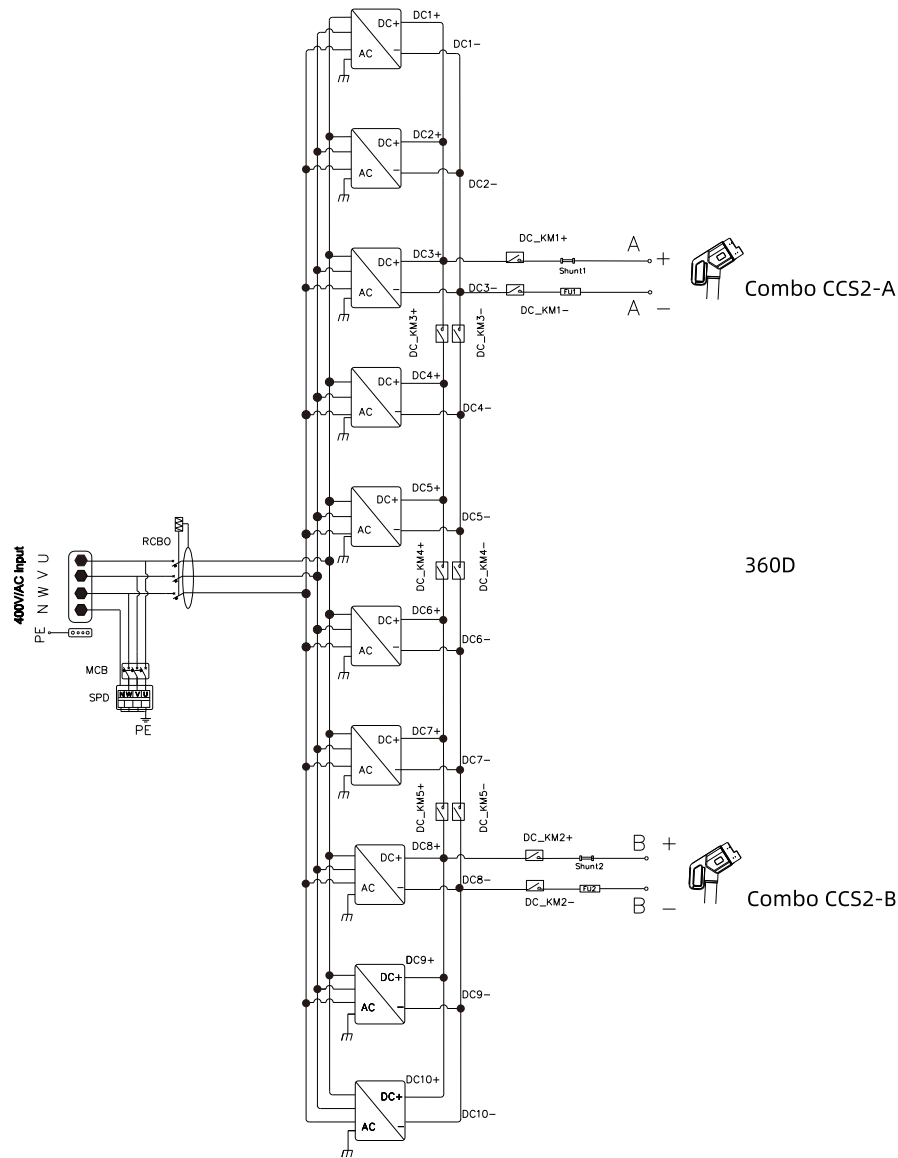 DC1+
DC+
DC1-
AC
DC2+
DC+
AC
DC2-
DC_KM1+
A +
DC3+
DC+
Shunt1
AC
DC3-
FU1
Combo CCS2-A
DC_KM1-
A -
DC_KM3+
DC_KM3-
DC4+
DC+
AC
DC4-
DC5+
DC+
DC5-
AC
RCBO
400V/AC Input
N W V U
PE
DC_KM4+
DC_KM4-
360D
DC6+
DC+
DC6-
AC
MCB
SPD
N W V U
PE
DC7+
DC+
DC7-
AC
DC_KM5+
DC_KM5-
DC_KM2+
B +
DC8+
DC+
Shunt2
DC8-
AC
FU2
Combo CCS2-B
DC_KM2-
B -
DC9+
DC+
DC9-
AC
DC10+
DC+
DC10-
AC